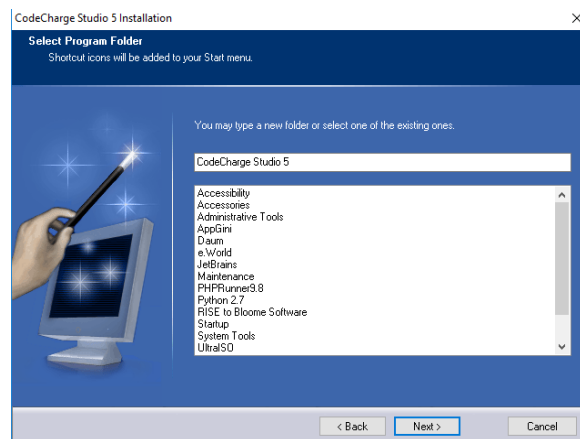 CodeCharge Studio 5 Installation
Select Program Folder
Shortcut icons will be added to your Start menu.
You may type a new folder or select one of the existing ones.
CodeCharge Studio 5
Accessibility
Accessories
Administrative Tools
AppGini
Daum
e.World
JetBrains
Maintenance
PHPRunner9.8
Python 2.7
RISE to Bloome Software
Startup
System Tools
UltraISO
< Back
Next >
Cancel